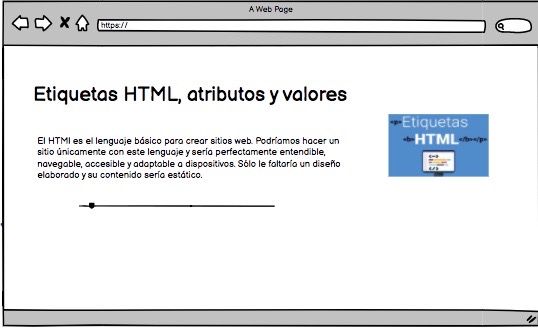 A Web Page
https://
Etiquetas HTML, atributos y valores
<p>Etiquetas
<b>HTML</b></p>
El HTMl es el lenguaje básico para crear sitios web. Podríamos hacer un
sitio únicamente con este lenguaje y sería perfectamente entendible,
navegable, accesible y adaptable a dispositivos. Sólo le faltaría un diseño
elaborado y su contenido sería estático.